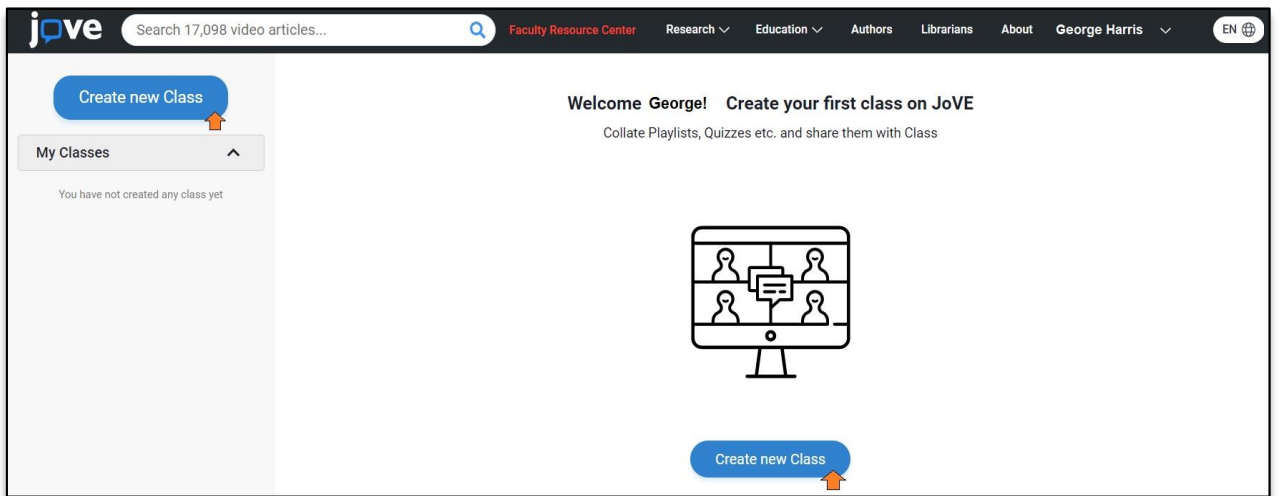 jove Search 17,098 video articles... Faculty Resource Center Research Education Authors Librarians About George Harris EN
Create new Class
My Classes
You have not created any class yet
Welcome George! Create your first class on JoVE
Collate Playlists, Quizzes etc. and share them with Class
Create new Class